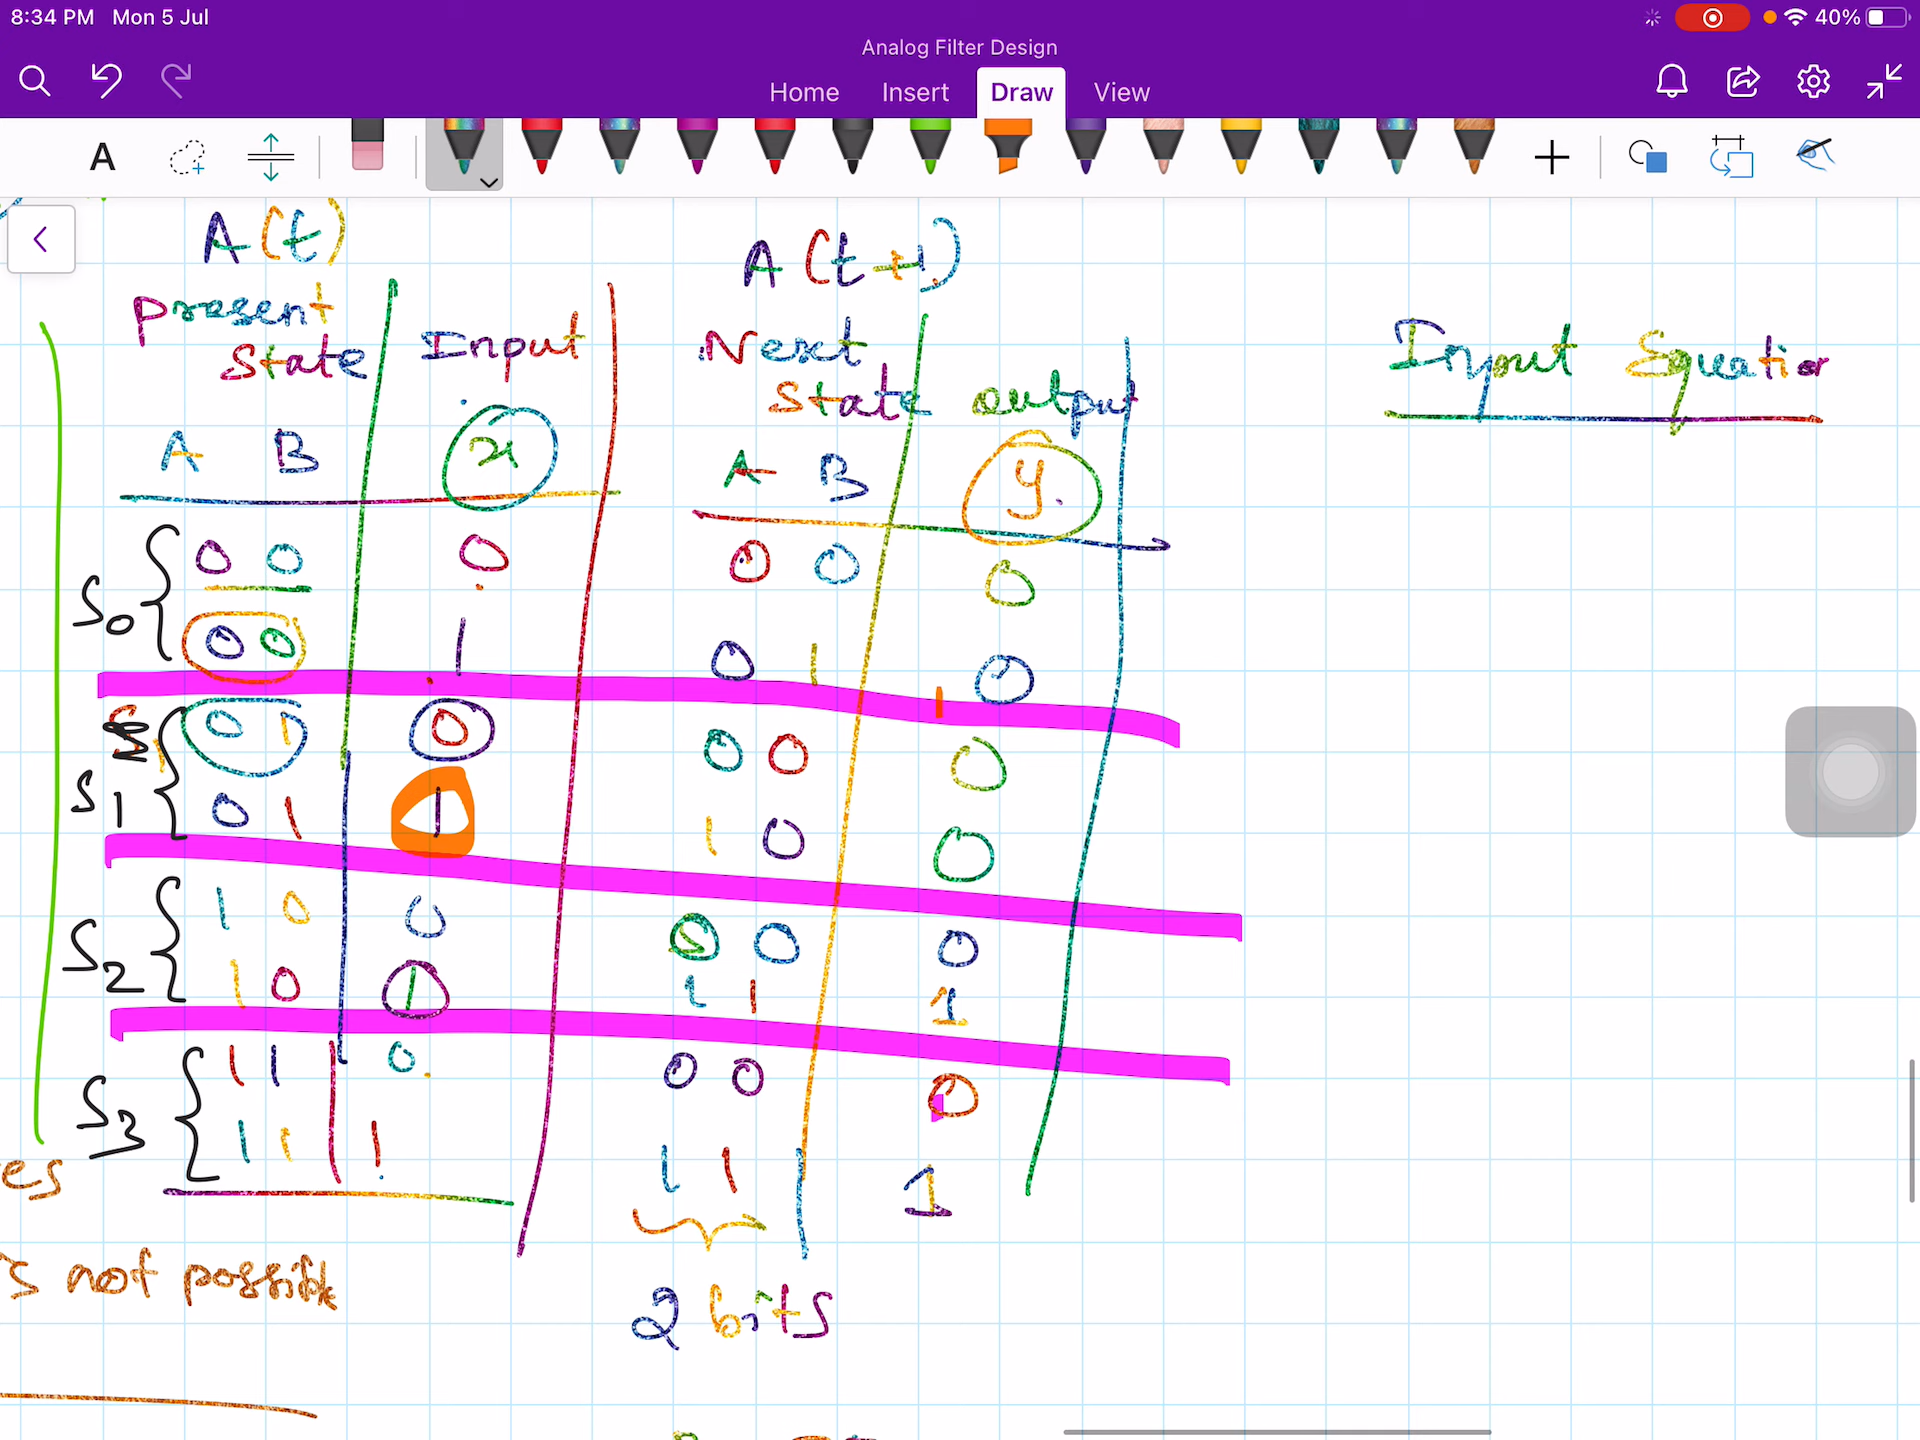 8:34 PM Mon 5 Jul
40%
Analog Filter Design
Home Insert Draw View
A
A(t) A(t+1)
present State Input Next State output Input Equation
A B x A B y
S0 0 0 0 0 0 0
0 0 1 0 1 0
S1 0 1 0 0 0 0
0 1 1 1 0 0
S2 1 0 0 0 0 0
1 0 1 1 1 1
S3 1 1 0 0 0 0
1 1 1 1 1 1
es
s not possible
2 bits